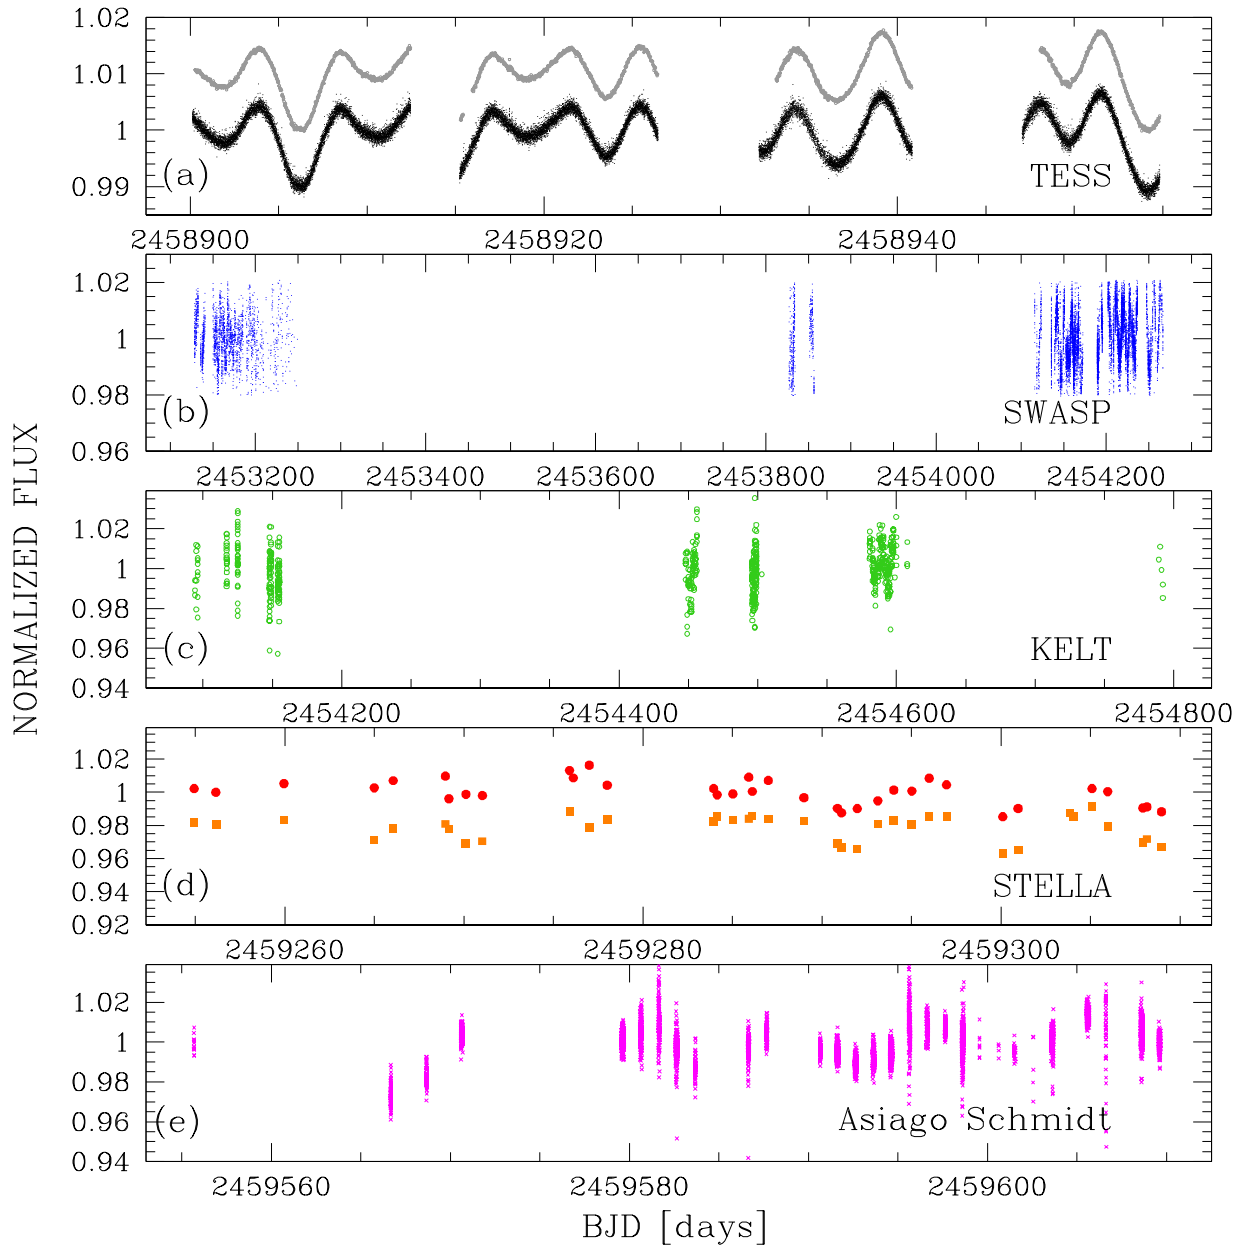 1.02
1.01
1
0.99
(a)
TESS
2458900 2458920 2458940
1.02
1
0.98
0.96
(b)
SWASP
2453200 2453400 2453600 2453800 2454000 2454200
1.02
1
0.98
0.96
0.94
(c)
KELT
2454200 2454400 2454600 2454800
1.02
1
0.98
0.96
0.94
0.92
(d)
STELLA
2459260 2459280 2459300
1.02
1
0.98
0.96
0.94
(e)
Asiago Schmidt
2459560 2459580 2459600
NORMALIZED FLUX
BJD [days]